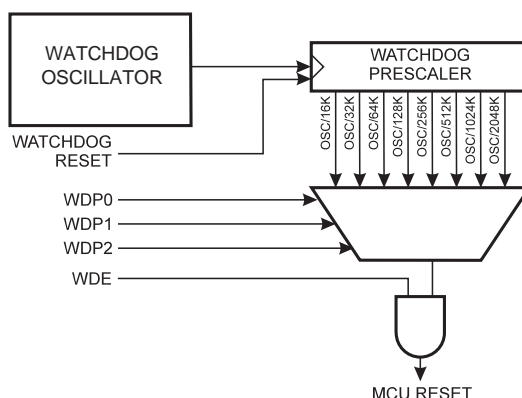 WATCHDOG
OSCILLATOR
WATCHDOG
PRESCALER
WATCHDOG
RESET
OSC/16K
OSC/32K
OSC/64K
OSC/128K
OSC/256K
OSC/512K
OSC/1024K
OSC/2048K
WDP0
WDP1
WDP2
WDE
MCU RESET